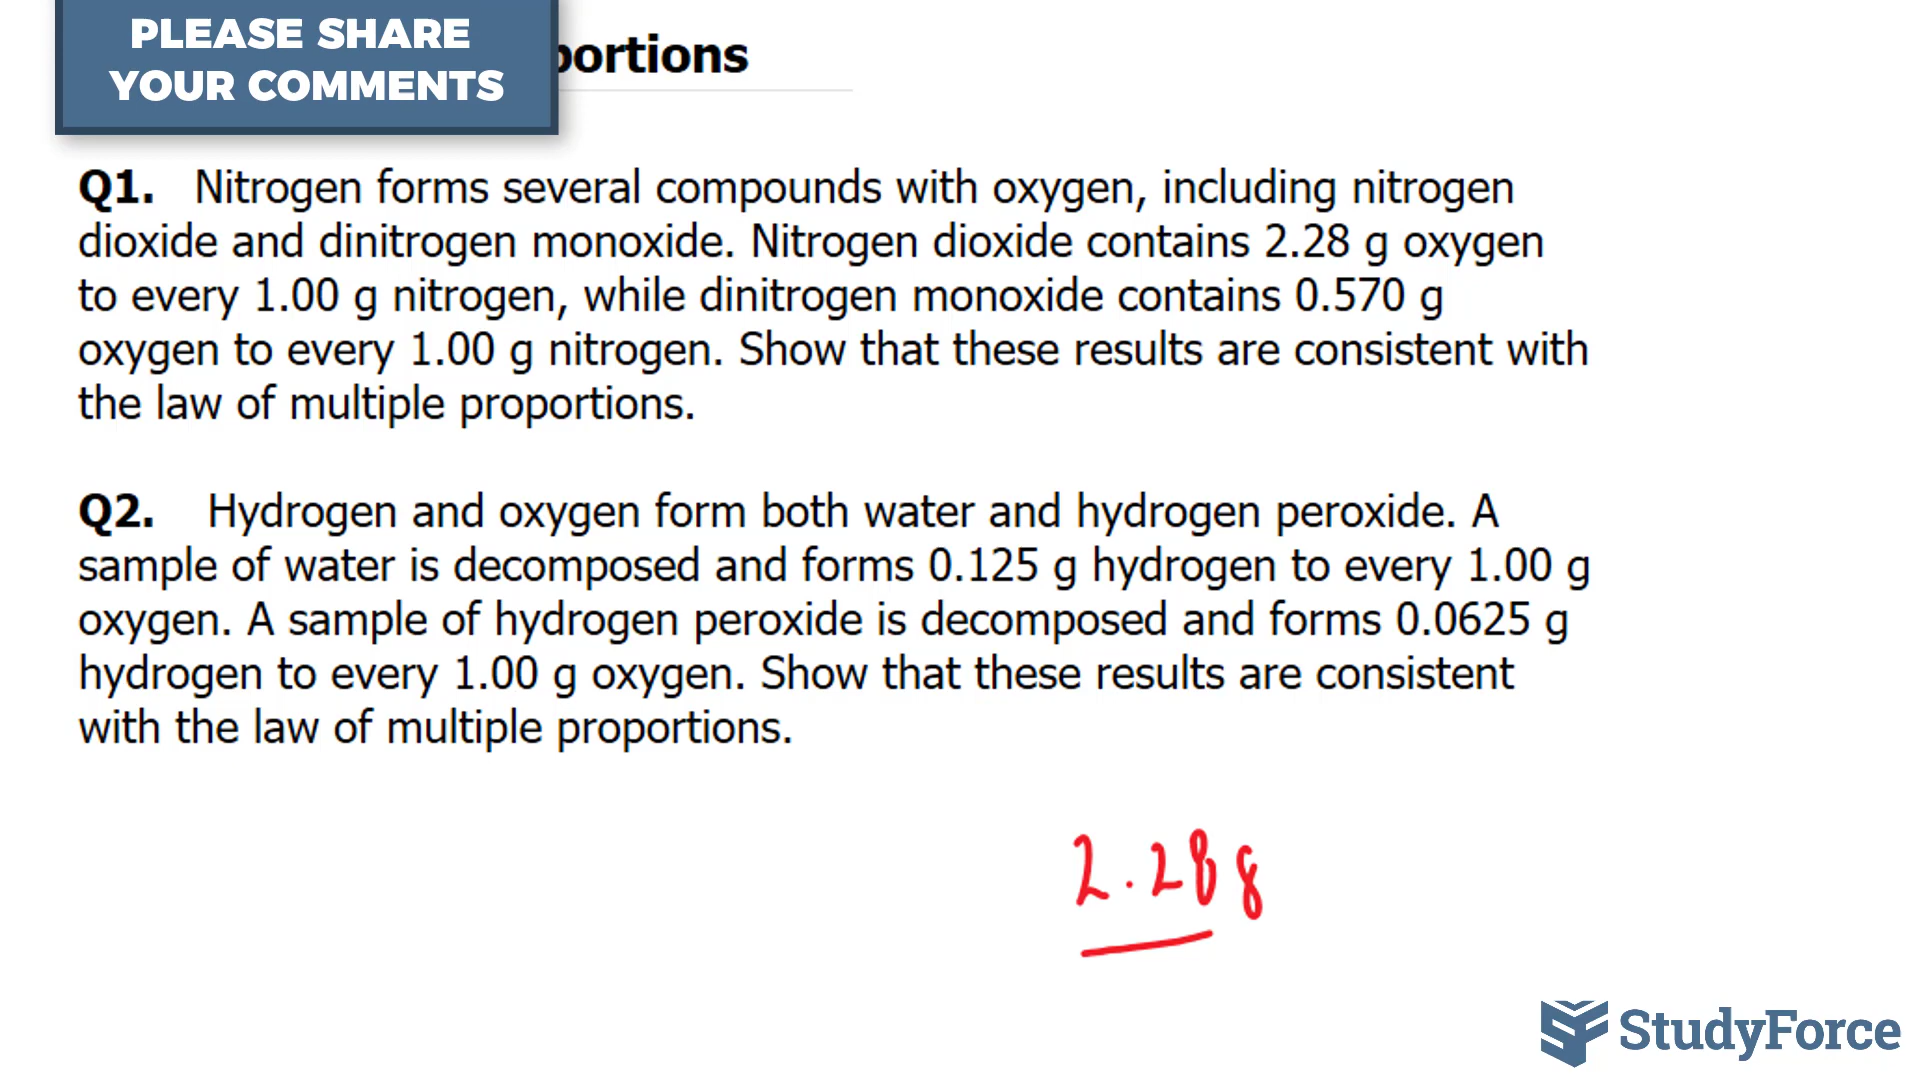 PLEASE SHARE
YOUR COMMENTS
portions
Q1. Nitrogen forms several compounds with oxygen, including nitrogen
dioxide and dinitrogen monoxide. Nitrogen dioxide contains 2.28 g oxygen
to every 1.00 g nitrogen, while dinitrogen monoxide contains 0.570 g
oxygen to every 1.00 g nitrogen. Show that these results are consistent with
the law of multiple proportions.
Q2. Hydrogen and oxygen form both water and hydrogen peroxide. A
sample of water is decomposed and forms 0.125 g hydrogen to every 1.00 g
oxygen. A sample of hydrogen peroxide is decomposed and forms 0.0625 g
hydrogen to every 1.00 g oxygen. Show that these results are consistent
with the law of multiple proportions.
2.28 g
StudyForce